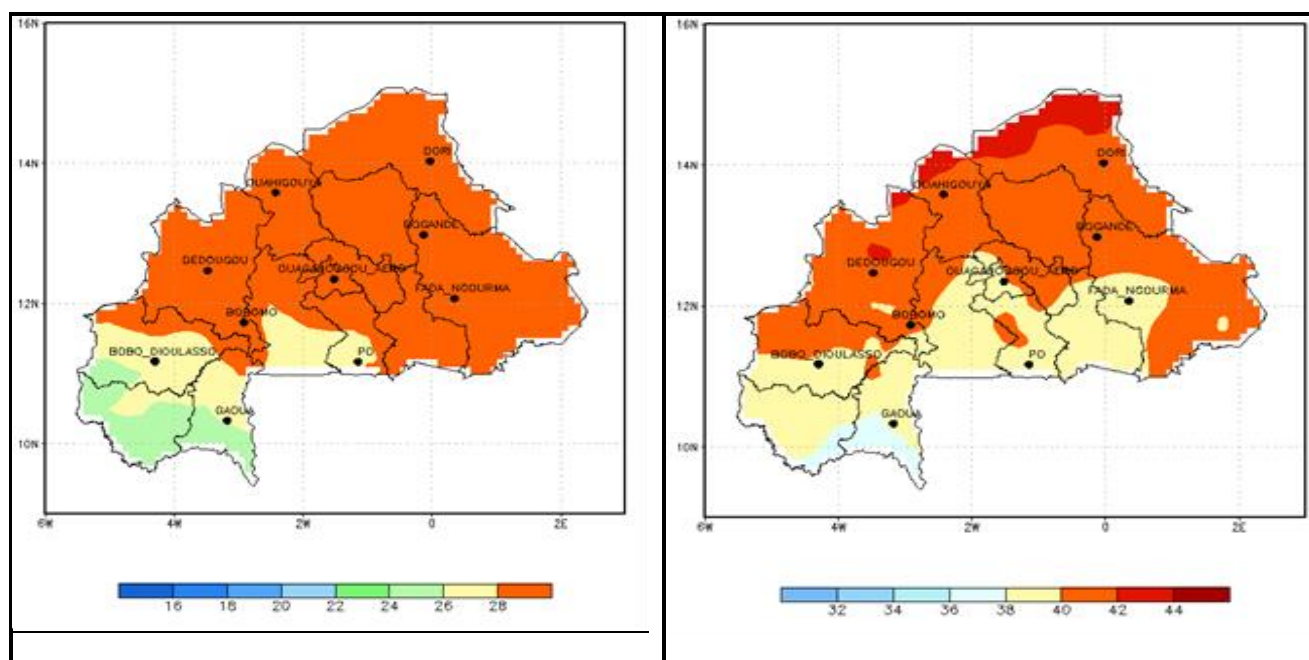 16N
14N
12N
10N
6W 4W 2W 0 2E
DORI
OUAHIGOUYA
BOGANDE
DEDOUGOU
OUAGADOUGOU_AERO
FADA_NGOURMA
BOROMO
BOBO_DIOULASSO
PO
GAOUA
16 18 20 22 24 26 28
16N
14N
12N
10N
6W 4W 2W 0 2E
DORI
OUAHIGOUYA
BOGANDE
DEDOUGOU
OUAGADOUGOU_AERO
FADA_NGOURMA
BOROMO
BOBO_DIOULASSO
PO
GAOUA
32 34 36 38 40 42 44